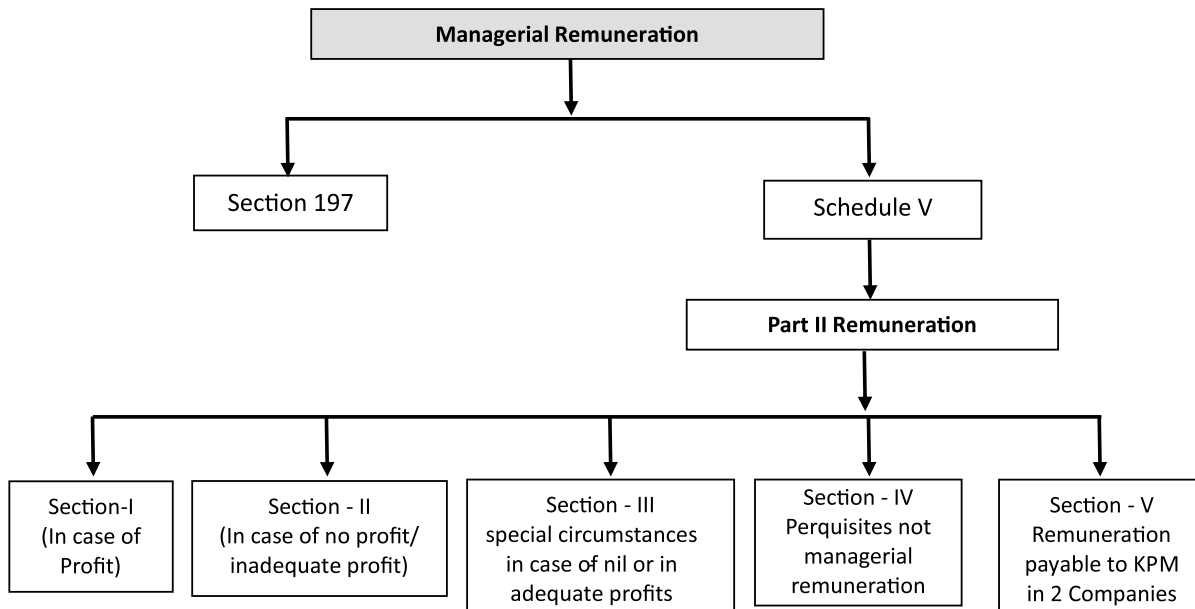 Managerial Remuneration
Section 197
Schedule V
Part II Remuneration
Section-I
(In case of
Profit)
Section - II
(In case of no profit/
inadequate profit)
Section - III
special circumstances
in case of nil or in
adequate profits
Section - IV
Perquisites not
managerial
remuneration
Section - V
Remuneration
payable to KPM
in 2 Companies